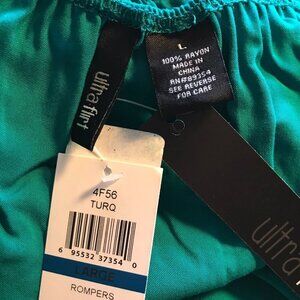 ultra flirt
L
100% RAYON
MADE IN
CHINA
RN#89354
SEE REVERSE
FOR CARE
4F56
TURQ
6 95532 37354 0
LARGE
ROMPERS
ultra